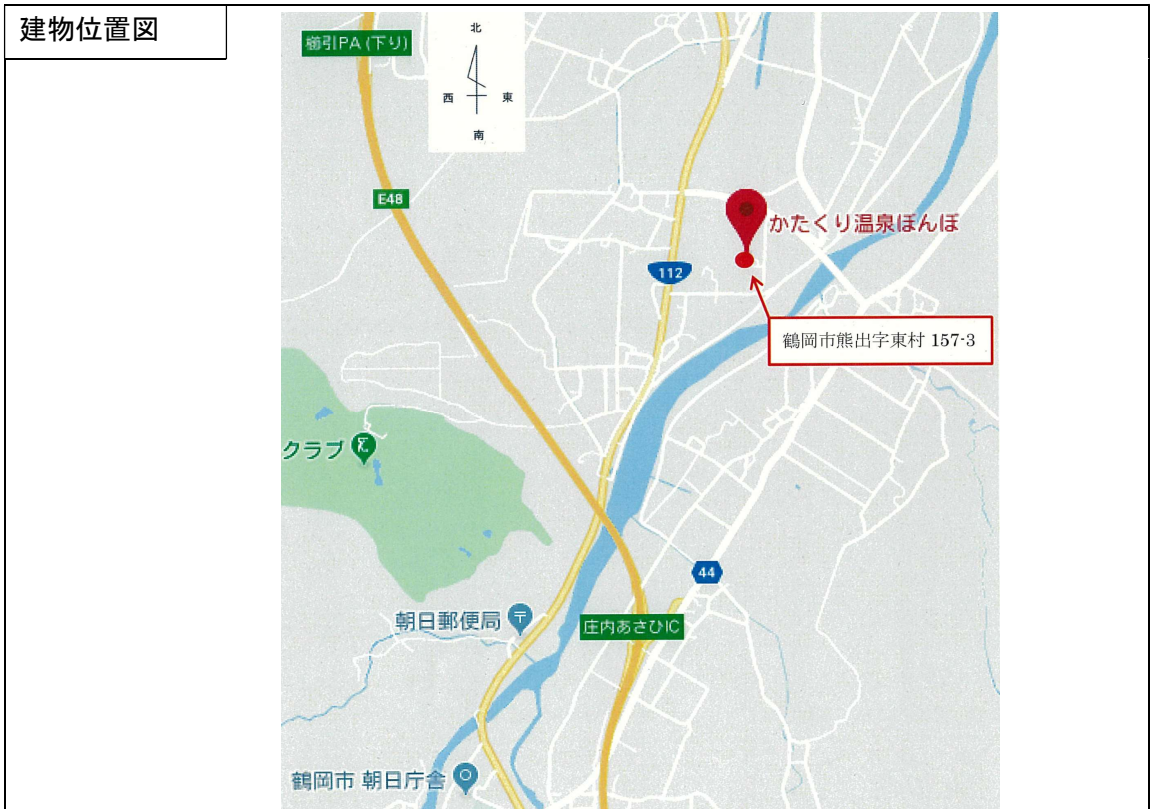 建物位置図
櫛引PA (下り)
北
西
東
南
E48
かたくり温泉ぼんぼ
112
鶴岡市熊出字東村 157-3
クラブ
44
朝日郵便局
庄内あさひIC
鶴岡市 朝日庁舎